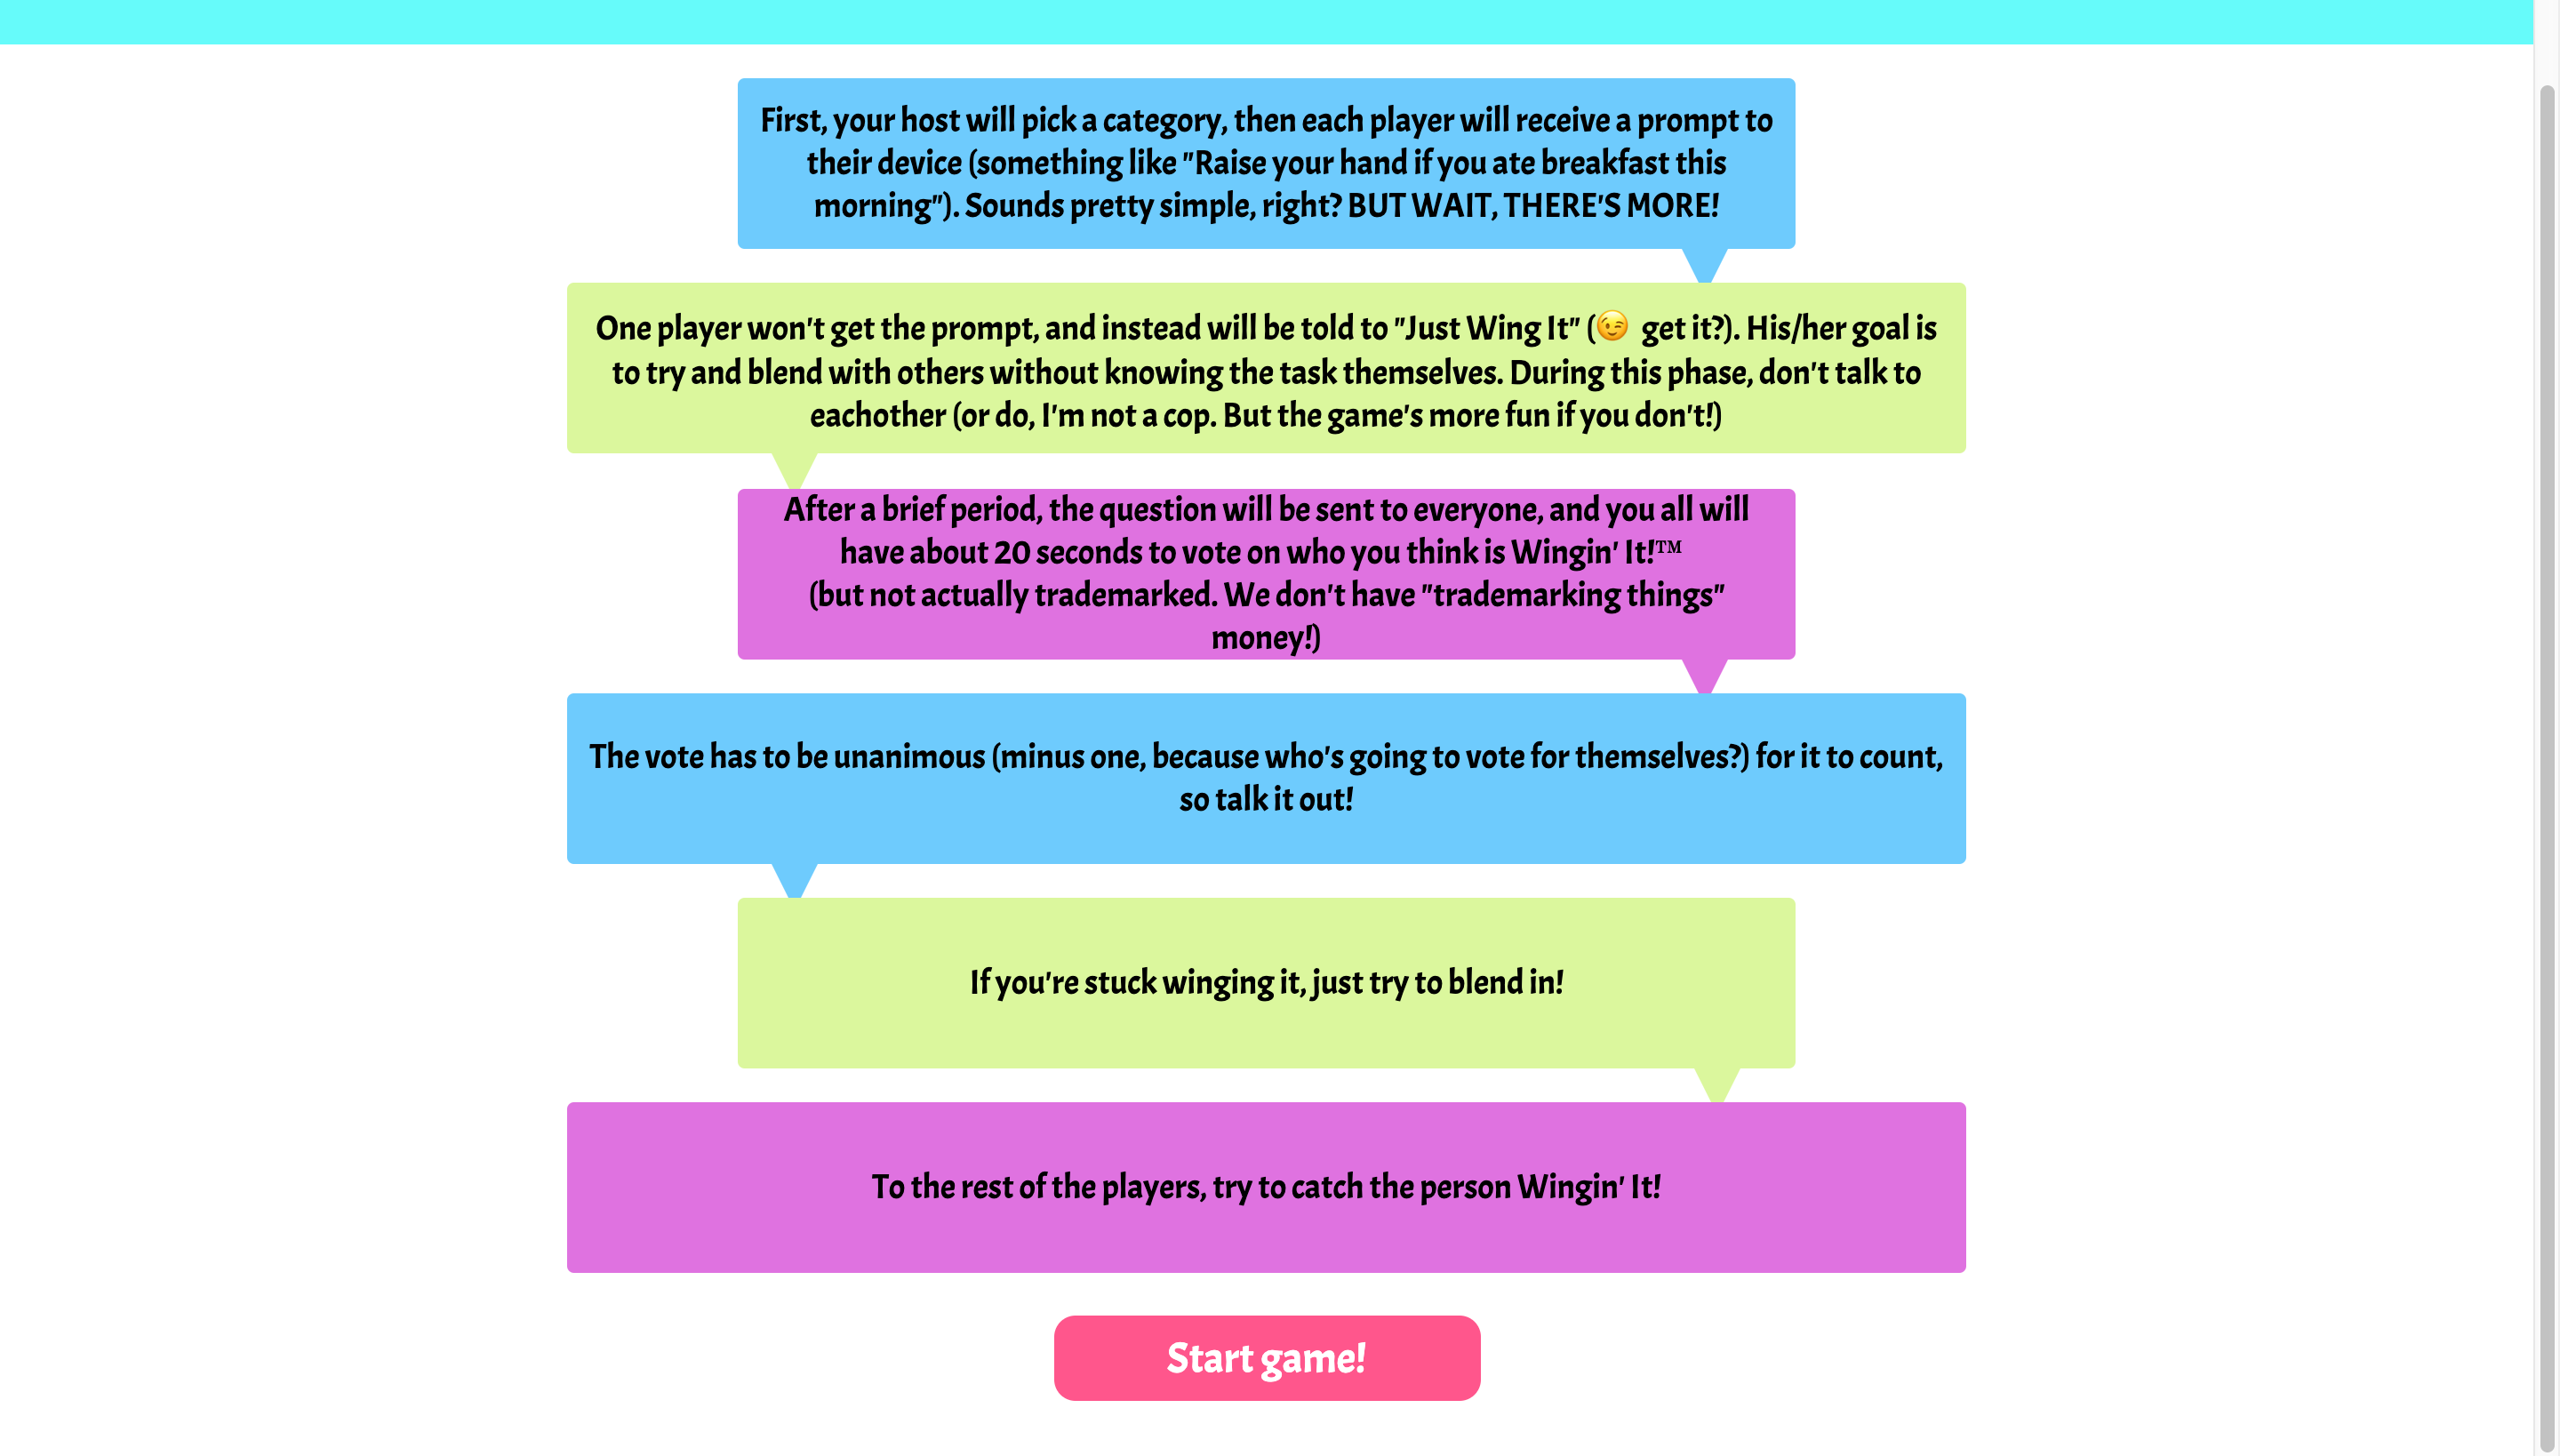 First, your host will pick a category, then each player will receive a prompt to
their device (something like "Raise your hand if you ate breakfast this
morning"). Sounds pretty simple, right? BUT WAIT, THERE'S MORE!
One player won't get the prompt, and instead will be told to "Just Wing It" (😉 get it?). His/her goal is
to try and blend with others without knowing the task themselves. During this phase, don't talk to
eachother (or do, I'm not a cop. But the game's more fun if you don't!)
After a brief period, the question will be sent to everyone, and you all will
have about 20 seconds to vote on who you think is Wingin' It!™
(but not actually trademarked. We don't have "trademarking things"
money!)
The vote has to be unanimous (minus one, because who's going to vote for themselves?) for it to count,
so talk it out!
If you're stuck winging it, just try to blend in!
To the rest of the players, try to catch the person Wingin' It!
Start game!